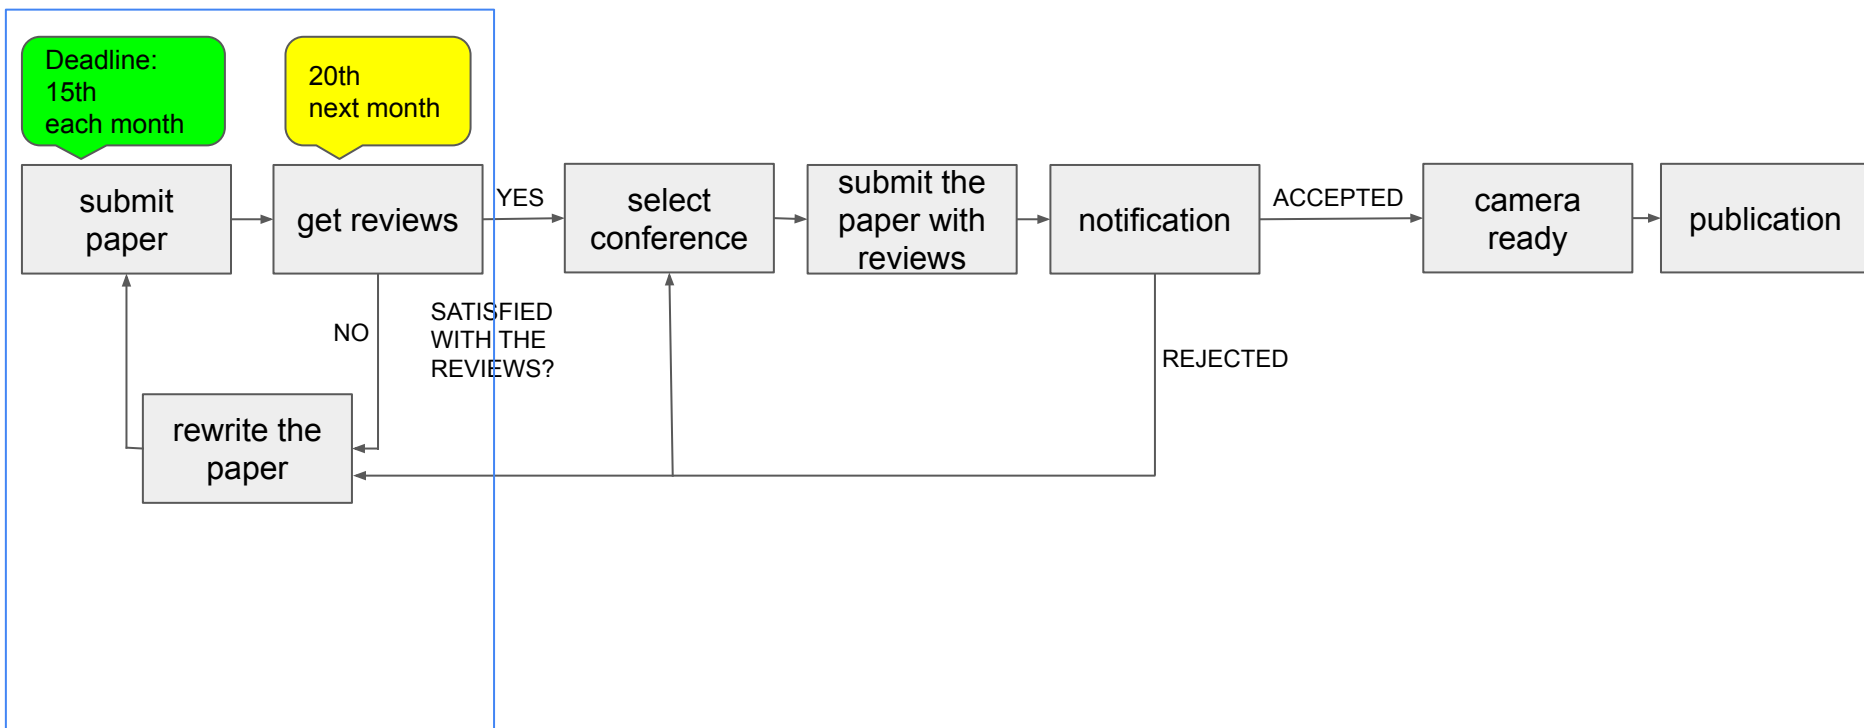 Deadline:
15th
each month
20th
next month
submit
paper
get reviews
YES
select
conference
submit the
paper with
reviews
notification
ACCEPTED
camera
ready
publication
NO
SATISFIED
WITH THE
REVIEWS?
REJECTED
rewrite the
paper